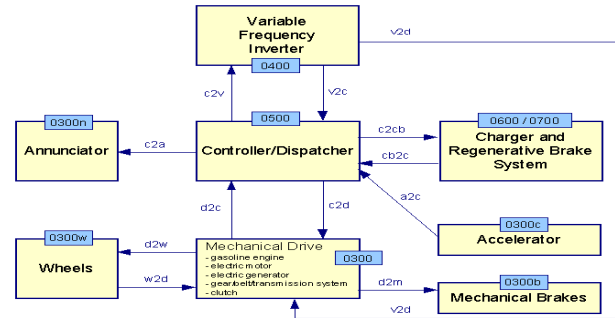 Variable
Frequency
Inverter
v2d
0400
c2v
v2c
0300n
0500
0600 / 0700
Annunciator
c2a
Controller/Dispatcher
c2cb
cb2c
Charger and
Regenerative Brake
System
a2c
d2c
c2d
0300w
0300c
Wheels
d2w
w2d
Mechanical Drive
- gasoline engine
- electric motor
- electric generator
- gear/belt/transmission system
- clutch
0300
Accelerator
d2m
0300b
Mechanical Brakes
v2d